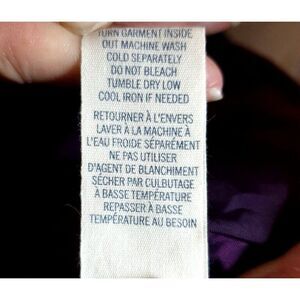 TURN GARMENT INSIDE
OUT MACHINE WASH
COLD SEPARATELY
DO NOT BLEACH
TUMBLE DRY LOW
COOL IRON IF NEEDED
RETOURNER À L'ENVERS
LAVER À LA MACHINE À
L'EAU FROIDE SÉPARÉMENT
NE PAS UTILISER
D'AGENT DE BLANCHIMENT
SÉCHER PAR CULBUTAGE
À BASSE TEMPÉRATURE
REPASSER À BASSE
TEMPÉRATURE AU BESOIN